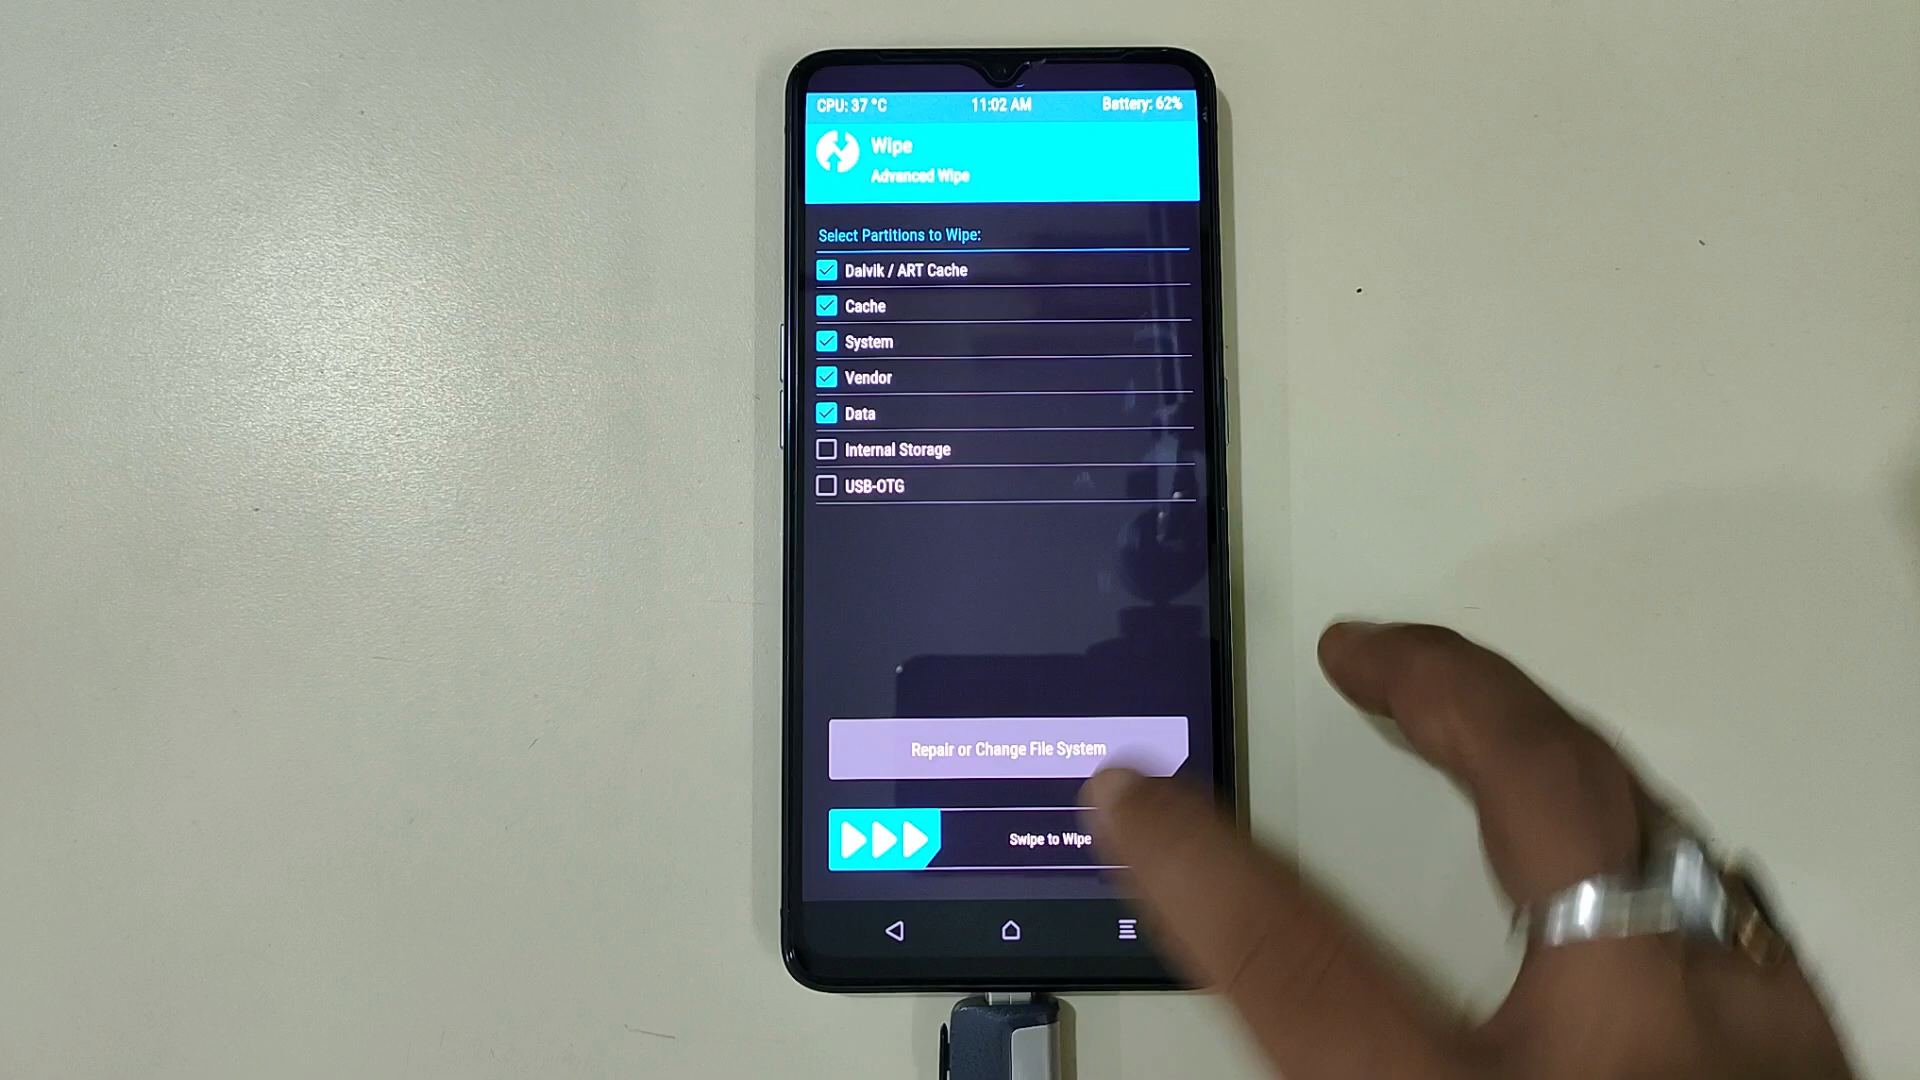 CPU: 37 °C 11:02 AM Battery: 62%
Wipe
Advanced Wipe
Select Partitions to Wipe:
Dalvik / ART Cache
Cache
System
Vendor
Data
Internal Storage
USB-OTG
Repair or Change File System
Swipe to Wipe